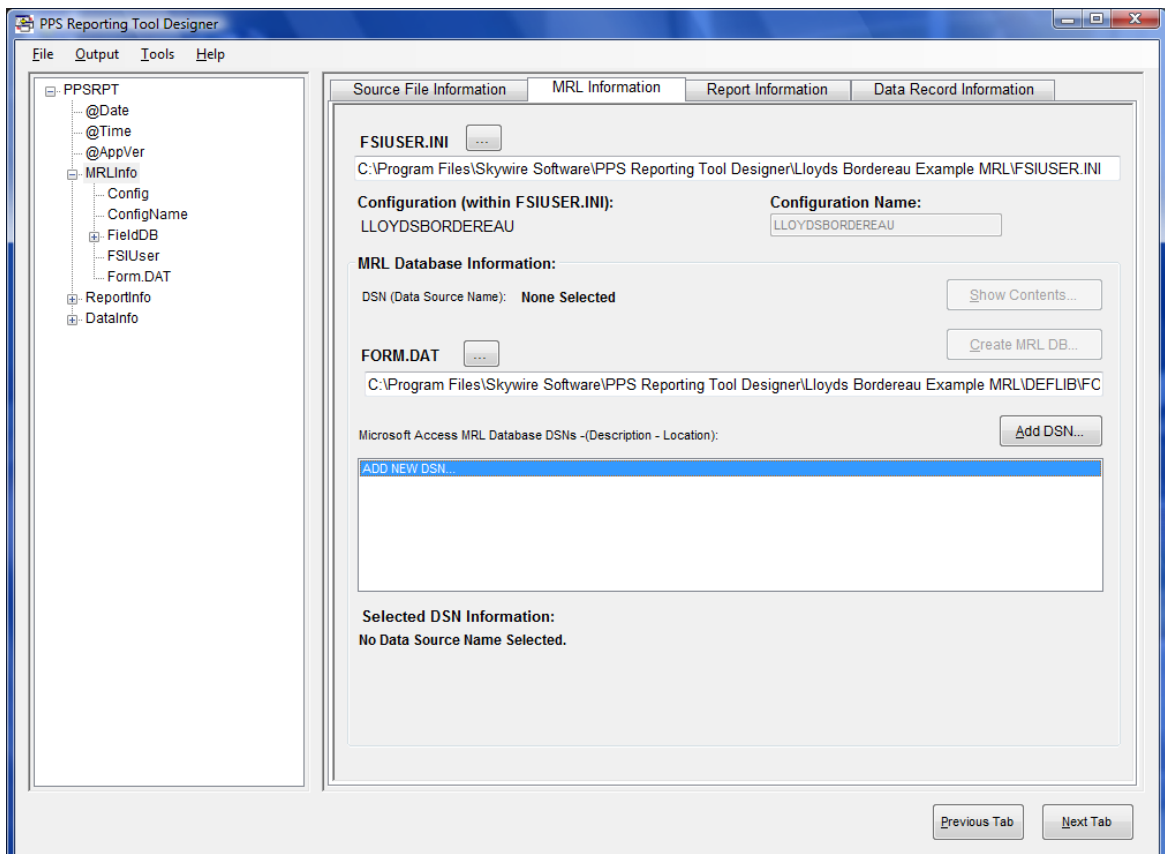 PPS Reporting Tool Designer
File Output Tools Help
PPSRPT
@Date
@Time
@AppVer
MRLInfo
Config
ConfigName
FieldDB
FSIUser
Form.DAT
ReportInfo
DataInfo
Source File Information MRL Information Report Information Data Record Information
FSIUSER.INI ...
C:\Program Files\Skywire Software\PPS Reporting Tool Designer\Lloyds Bordereau Example MRL\FSIUSER.INI
Configuration (within FSIUSER.INI): Configuration Name:
LLOYDSBORDEREAU LLOYDSBORDEREAU
MRL Database Information:
DSN (Data Source Name): None Selected Show Contents...
Create MRL DB...
FORM.DAT ...
C:\Program Files\Skywire Software\PPS Reporting Tool Designer\Lloyds Bordereau Example MRL\DEFLIB\FC
Microsoft Access MRL Database DSNs -(Description - Location): Add DSN...
ADD NEW DSN...
Selected DSN Information:
No Data Source Name Selected.
Previous Tab Next Tab